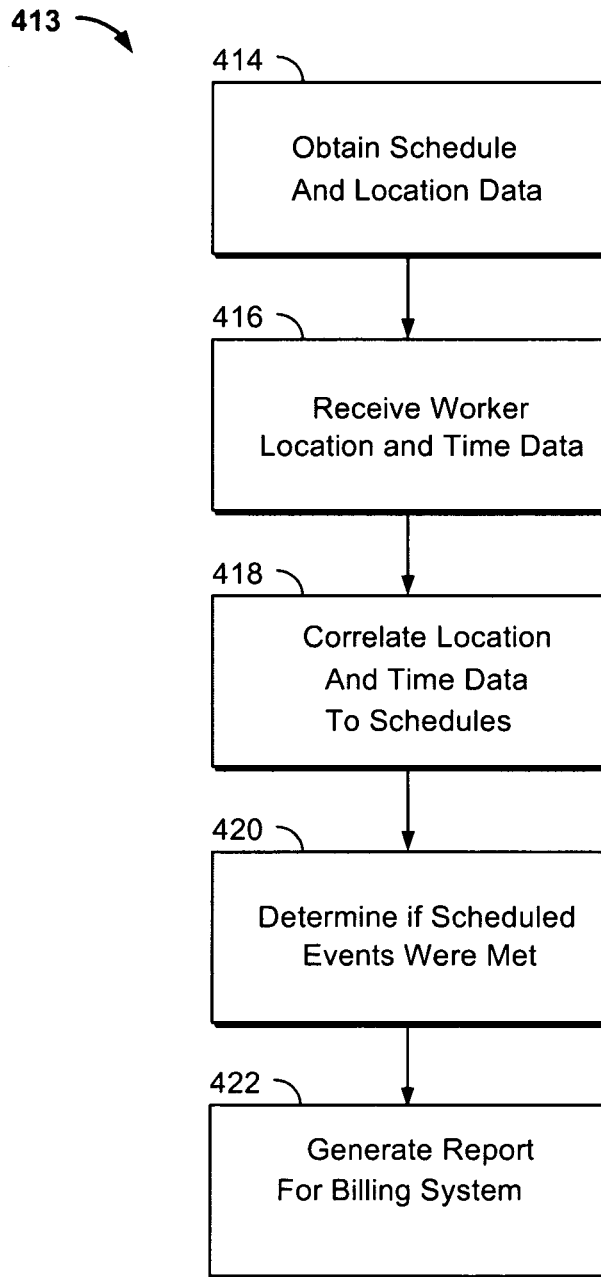 413
414
Obtain Schedule
And Location Data
416
Receive Worker
Location and Time Data
418
Correlate Location
And Time Data
To Schedules
420
Determine if Scheduled
Events Were Met
422
Generate Report
For Billing System